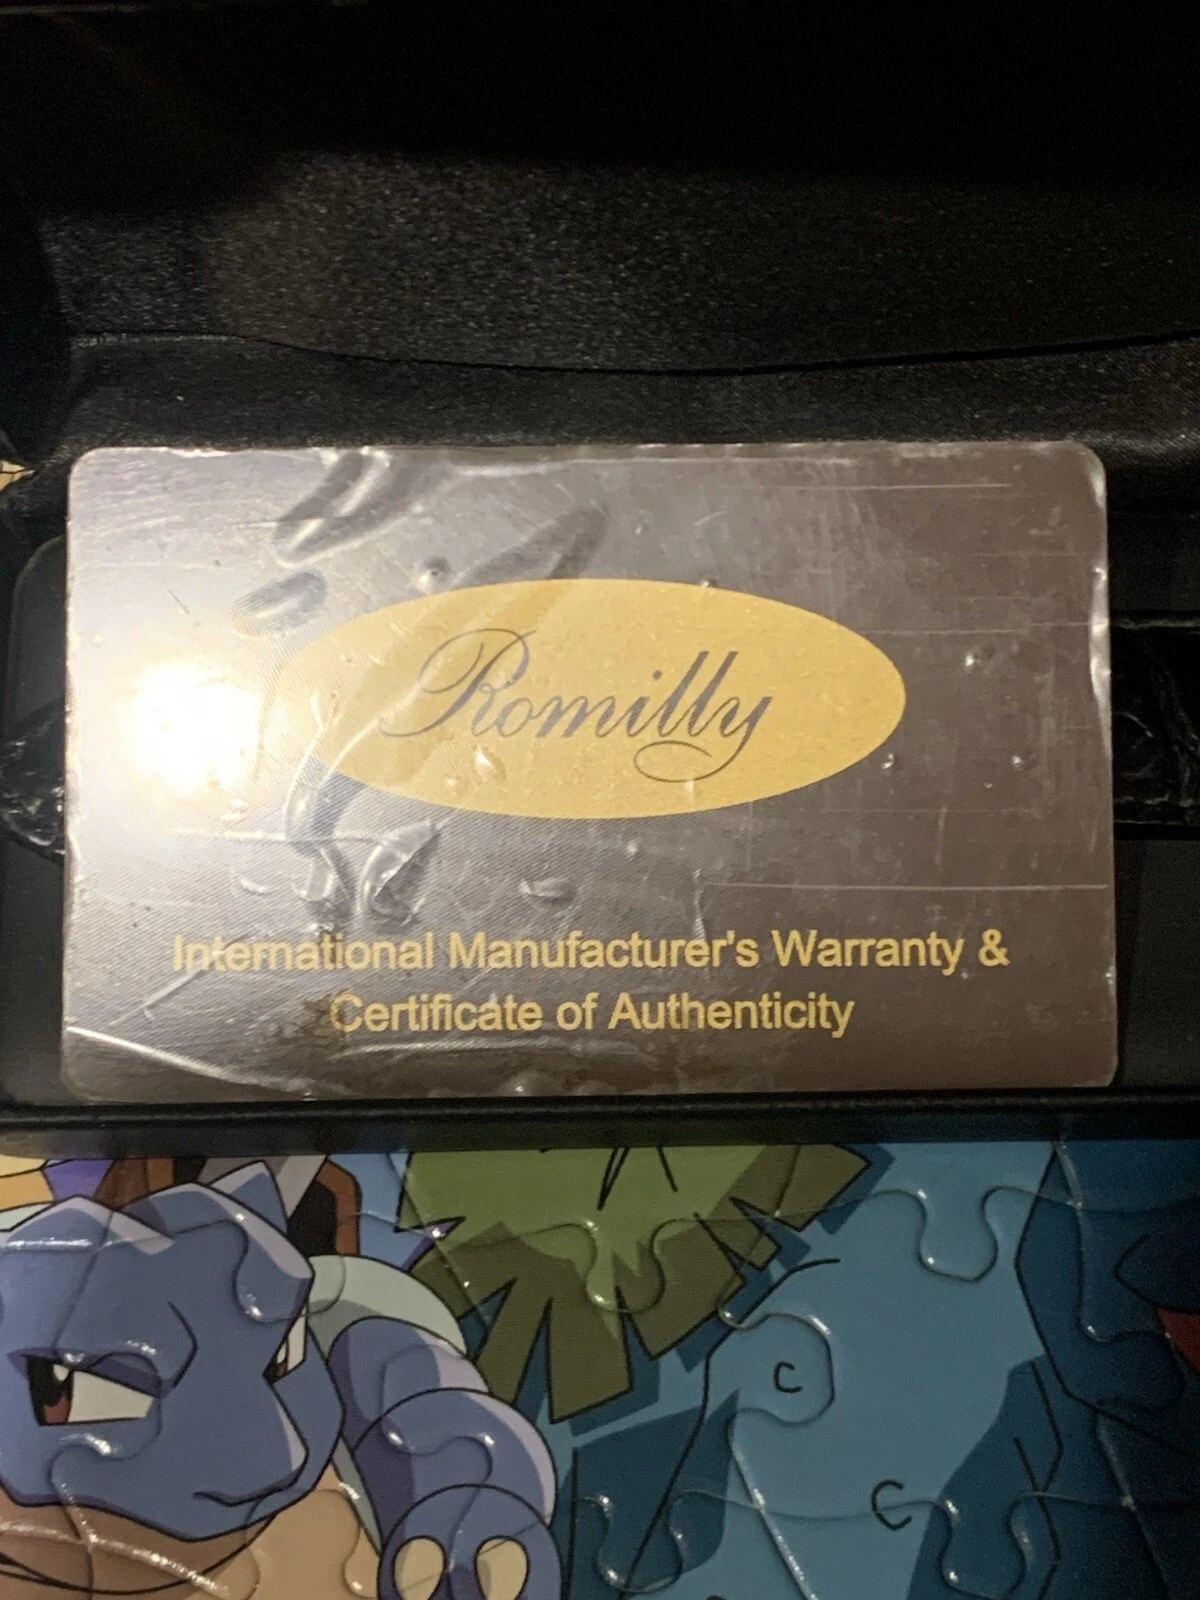 Romilly
International Manufacturer's Warranty &
Certificate of Authenticity